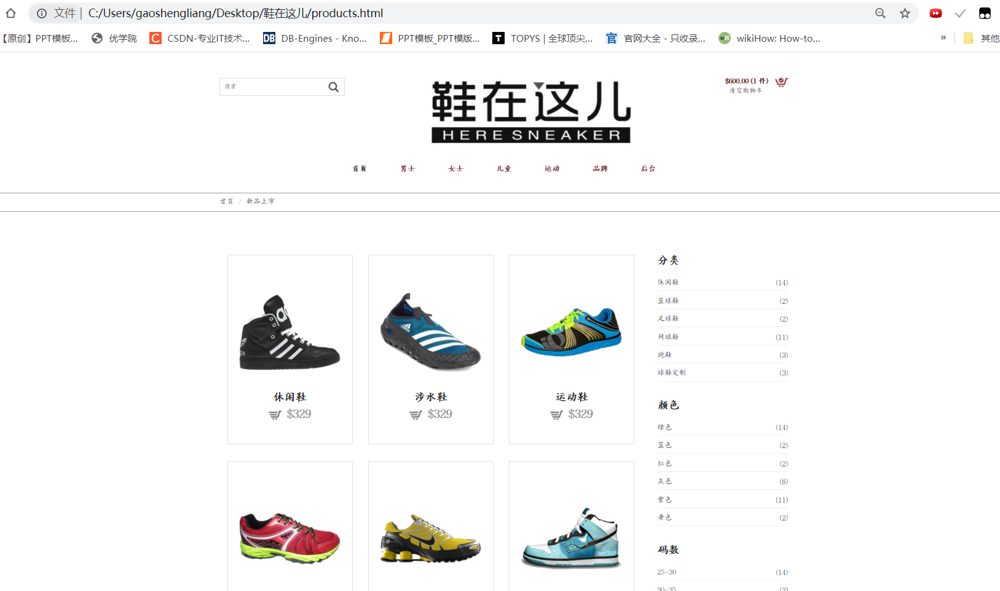 文件 | C:/Users/gaoshengliang/Desktop/鞋在这儿/products.html
【原创】PPT模板... 优学院 CSDN-专业IT技术... DB-Engines - Kno... PPT模板_PPT模版... TOPYS | 全球顶尖... 官网大全 - 只收录... wikiHow: How-to... » 其他
搜索
鞋在这儿
HERE SNEAKER
$600.00 (1 件)
清空购物车
首页 男士 女士 儿童 运动 品牌 后台
首页 / 新品上市
休闲鞋
$329
涉水鞋
$329
运动鞋
$329
分类
休闲鞋 (14)
篮球鞋 (2)
足球鞋 (2)
网球鞋 (11)
跑鞋 (3)
球鞋定制 (3)
颜色
绿色 (14)
蓝色 (2)
红色 (2)
灰色 (8)
紫色 (11)
黄色 (2)
码数
25-30 (14)
30-35 (2)